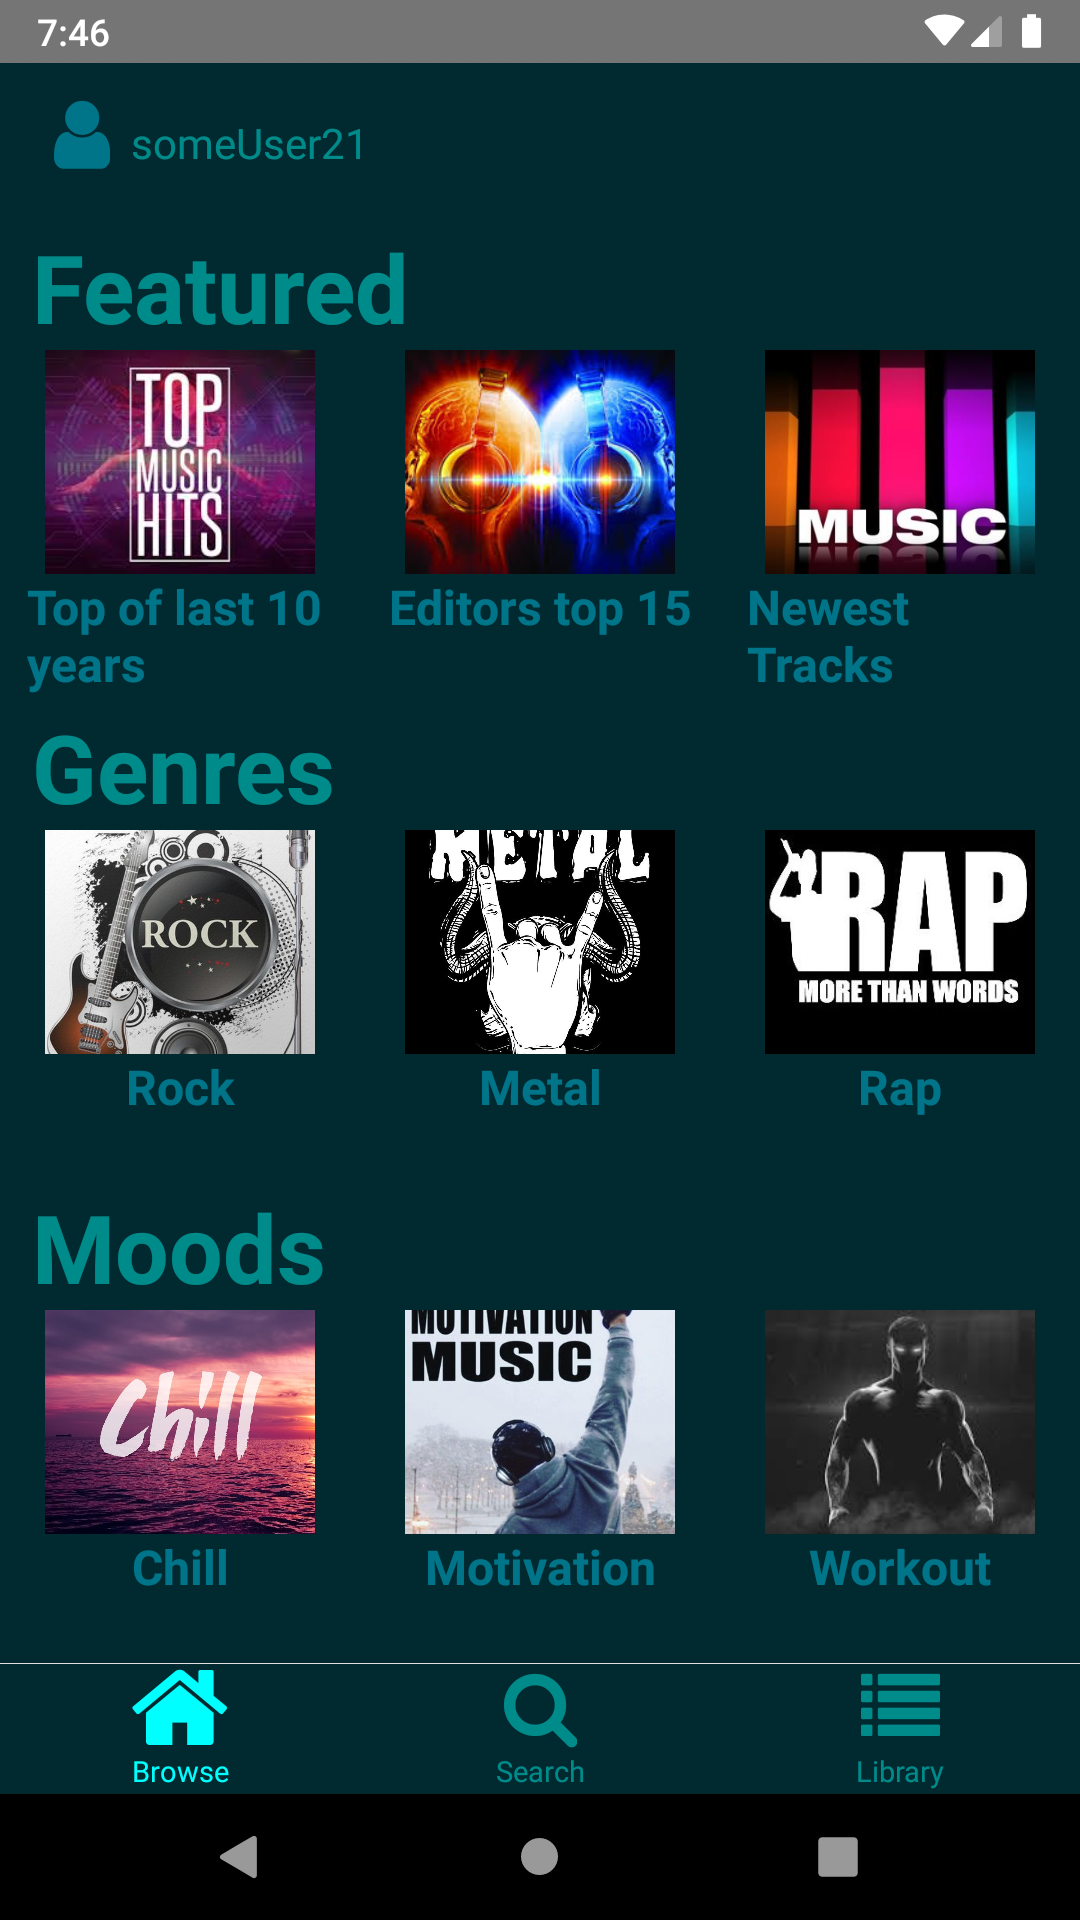 7:46
someUser21
Featured
TOP
MUSIC
HITS
MUSIC
Top of last 10
years
Editors top 15
Newest
Tracks
Genres
ROCK
METAL
RAP
MORE THAN WORDS
Rock
Metal
Rap
Moods
Chill
MOTIVATION
MUSIC
Chill
Motivation
Workout
Browse
Search
Library